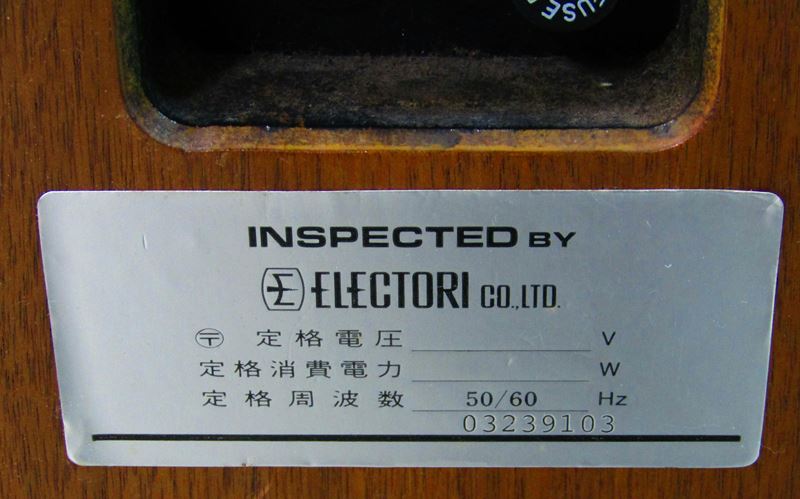 FUSE
INSPECTED BY
E ELECTORI CO.,LTD.
〶 定格電圧 V
定格消費電力 W
定格周波数 50/60 Hz
03239103